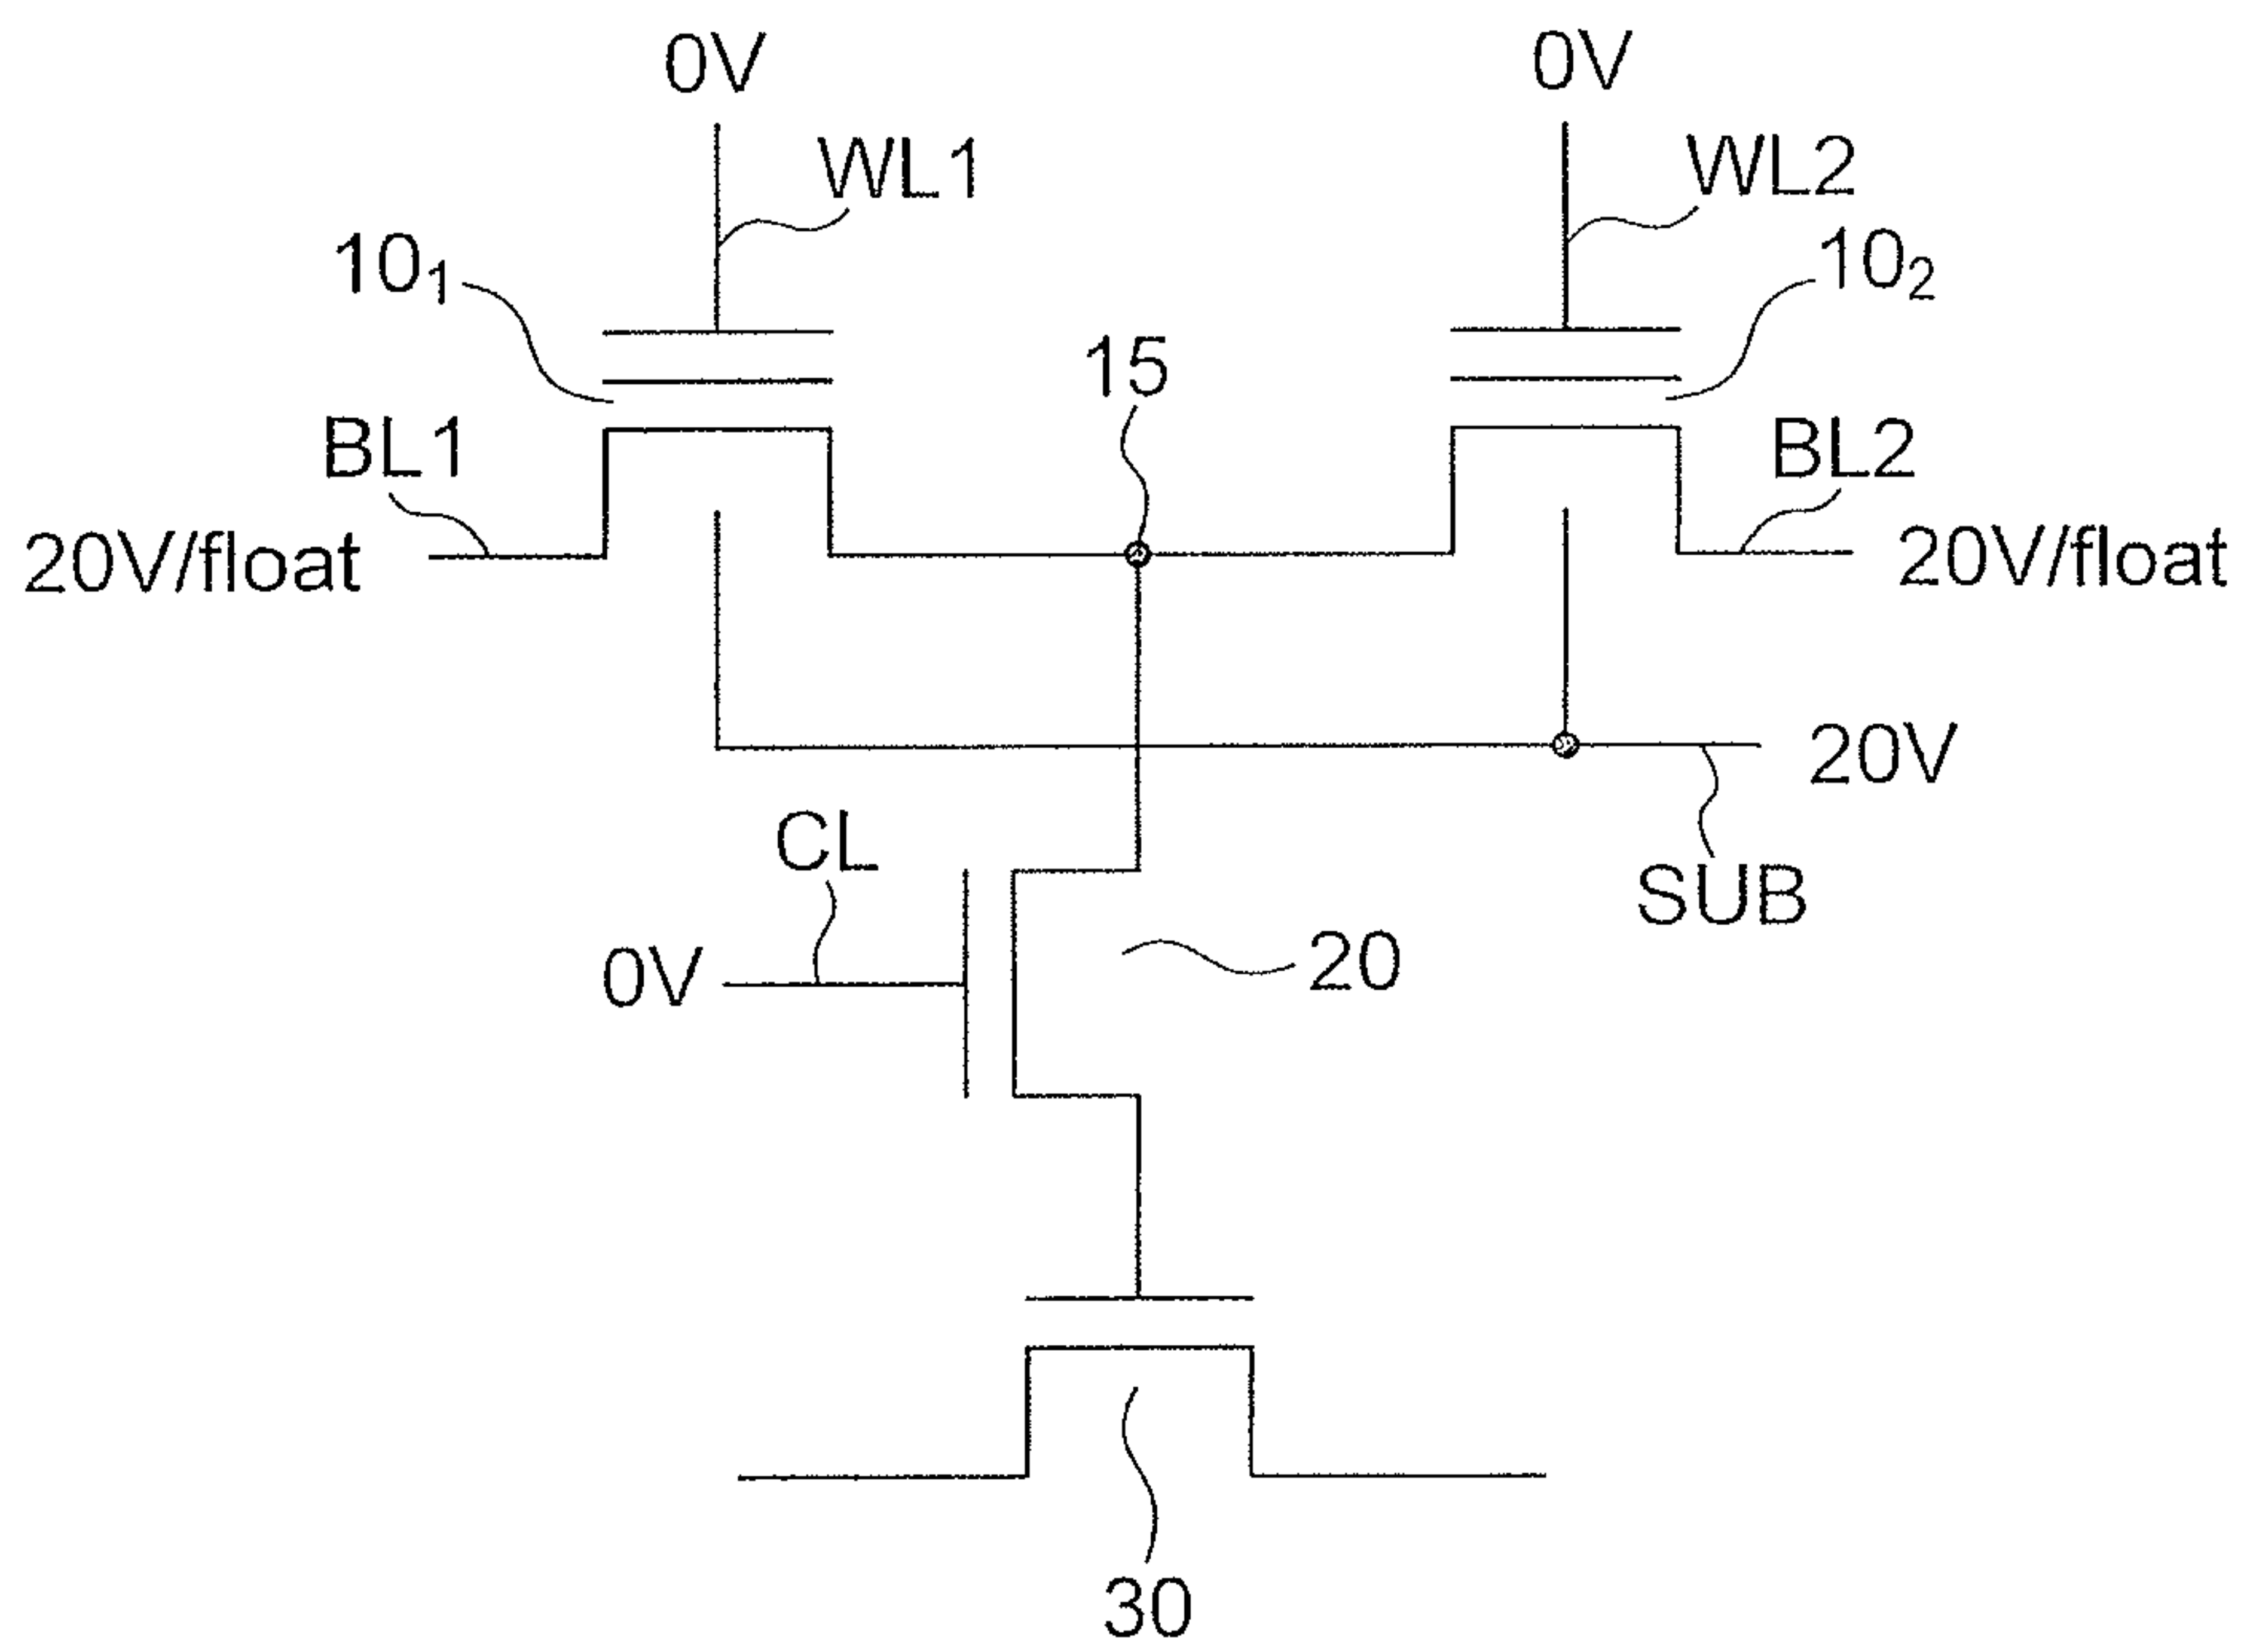 0V
0V
WL1
WL2
10₁
10₂
15
BL1
BL2
20V/float
20V/float
20V
CL
SUB
0V
20
30